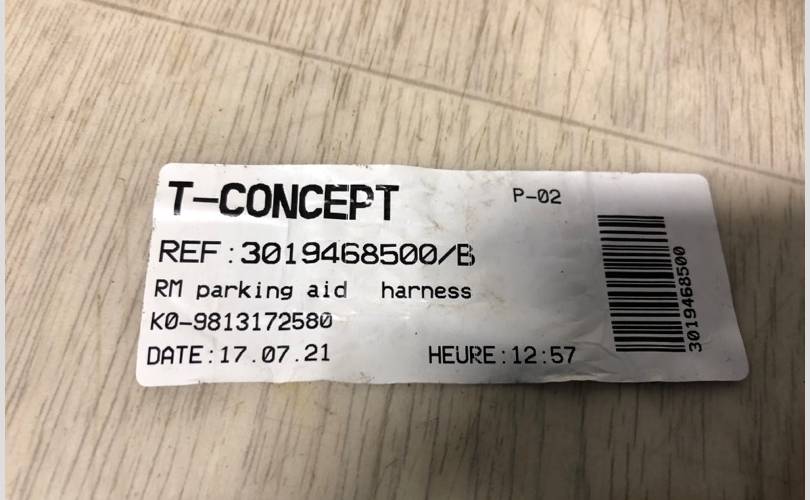 T-CONCEPT
P-02
REF:3019468500/B
RM parking aid harness
K0-9813172580
DATE:17.07.21 HEURE:12:57
3019468500